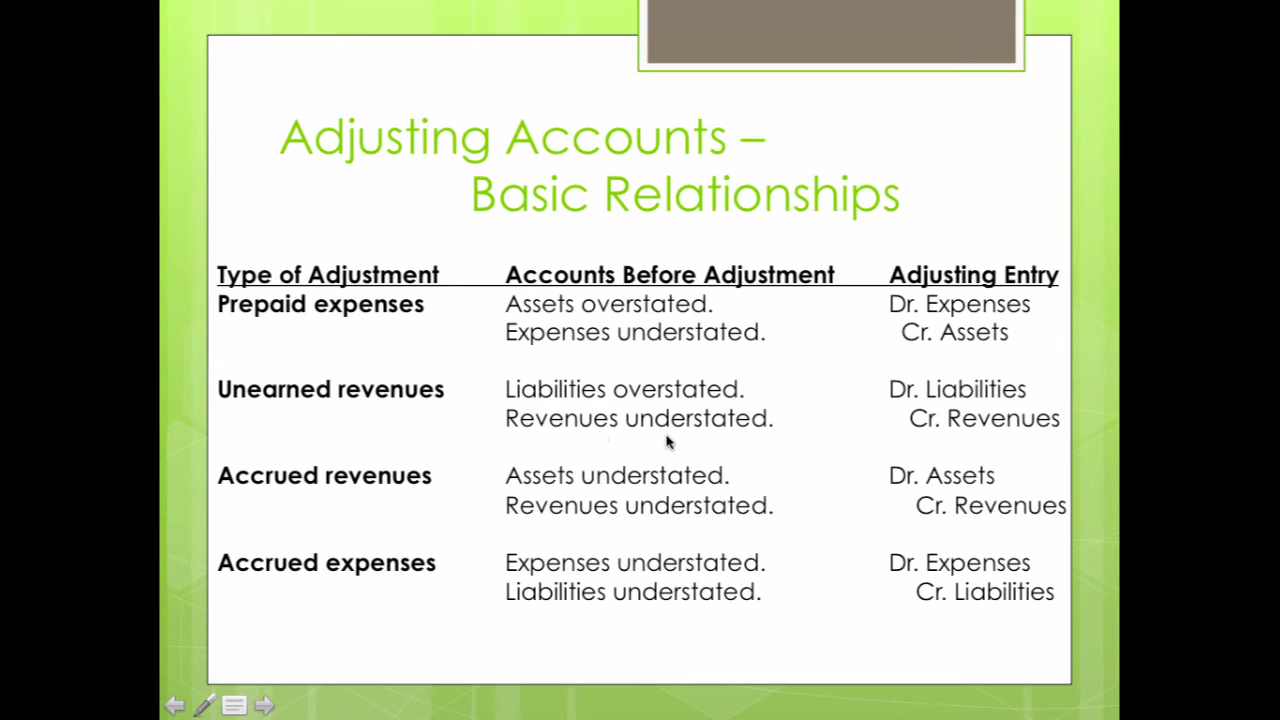 Adjusting Accounts –
Basic Relationships
Type of Adjustment Accounts Before Adjustment Adjusting Entry
Prepaid expenses Assets overstated. Dr. Expenses
Expenses understated. Cr. Assets
Unearned revenues Liabilities overstated. Dr. Liabilities
Revenues understated. Cr. Revenues
Accrued revenues Assets understated. Dr. Assets
Revenues understated. Cr. Revenues
Accrued expenses Expenses understated. Dr. Expenses
Liabilities understated. Cr. Liabilities